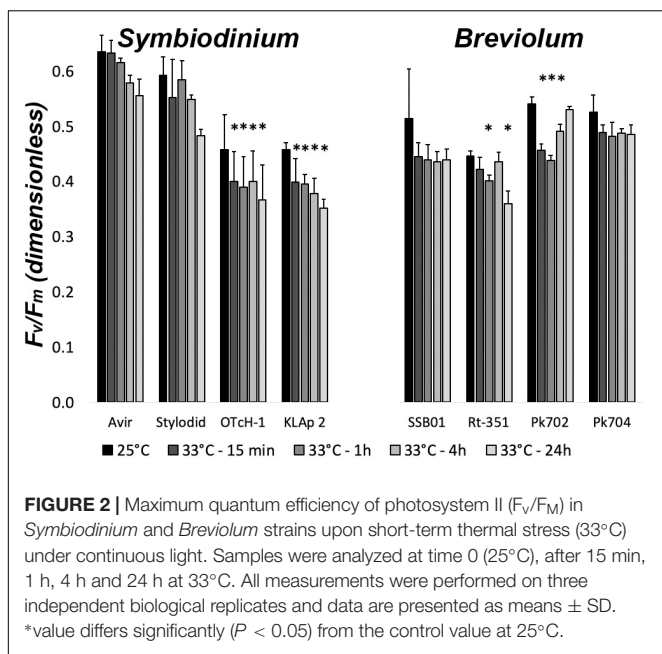 Symbiodinium Breviolum
0.6
0.5
0.4
0.3
0.2
0.1
0.0
Fv/Fm (dimensionless)
**** **** * * ***
Avir Stylodid OTcH-1 KLAp 2 SSB01 Rt-351 Pk702 Pk704
25°C 33°C - 15 min 33°C - 1h 33°C - 4h 33°C - 24h
FIGURE 2 | Maximum quantum efficiency of photosystem II (Fv/FM) in
Symbiodinium and Breviolum strains upon short-term thermal stress (33°C)
under continuous light. Samples were analyzed at time 0 (25°C), after 15 min,
1 h, 4 h and 24 h at 33°C. All measurements were performed on three
independent biological replicates and data are presented as means ± SD.
*value differs significantly (P < 0.05) from the control value at 25°C.